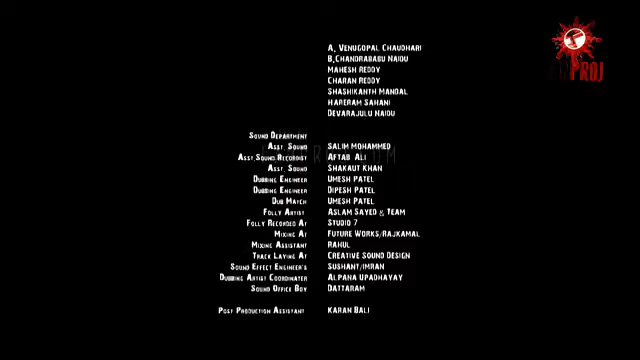 A. Venugopal Chaudhari
B.Chandrababu Naidu
Mahesh Reddy
Charan Reddy
Shashikanth Mandal
Hareram Sahani
Devarajulu Naidu
PROJ
Sound Department
Asst. Sound Salim Mohammed
Asst.Sound Recordist Aftab Ali
Asst. Sound Shakaut Khan
Dubbing Engineer Umesh Patel
Dubbing Engineer Dipesh Patel
Dub Match Umesh Patel
Folly Artist Aslam Sayed & Team
Folly Recorded At Studio 7
Mixing At Future Works/Rajkamal
Mixing Assistant Rahul
Track Laying At Creative Sound Design
Sound Effect Engineer's Sushant/Imran
Dubbing Artist Coordinater Alpana Upadhayay
Sound Office Boy Dattaram
Post Production Assistant Karan Bali